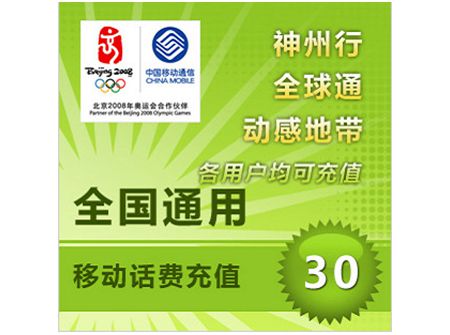 Beijing 2008
中国移动通信
CHINA MOBILE
北京2008年奥运会合作伙伴
Partner of the Beijing 2008 Olympic Games
神州行
全球通
动感地带
各用户均可充值
全国通用
移动话费充值
30